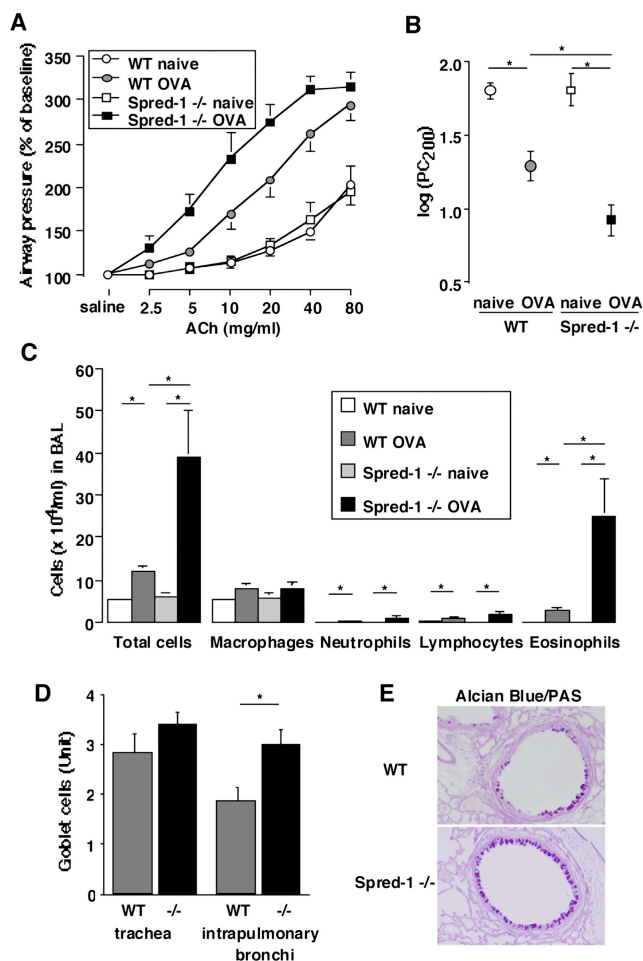 A
Airway pressure (% of baseline)
350
300
250
200
150
100
WT naive
WT OVA
Spred-1 -/- naive
Spred-1 -/- OVA
saline 2.5 5 10 20 40 80
ACh (mg/ml)
B
log (PC200)
2.5
1.8
1.0
0.5
* * *
naive OVA naive OVA
WT Spred-1 -/-
C
Cells (x 10^4/ml) in BAL
60
50
40
30
20
10
0
WT naive
WT OVA
Spred-1 -/- naive
Spred-1 -/- OVA
* * *
* * * *
* * *
Total cells Macrophages Neutrophils Lymphocytes Eosinophils
D
Goblet cells (Unit)
4
3
2
1
0
*
WT -/- WT -/-
trachea intrapulmonary
bronchi
E
Alcian Blue/PAS
WT
Spred-1 -/-